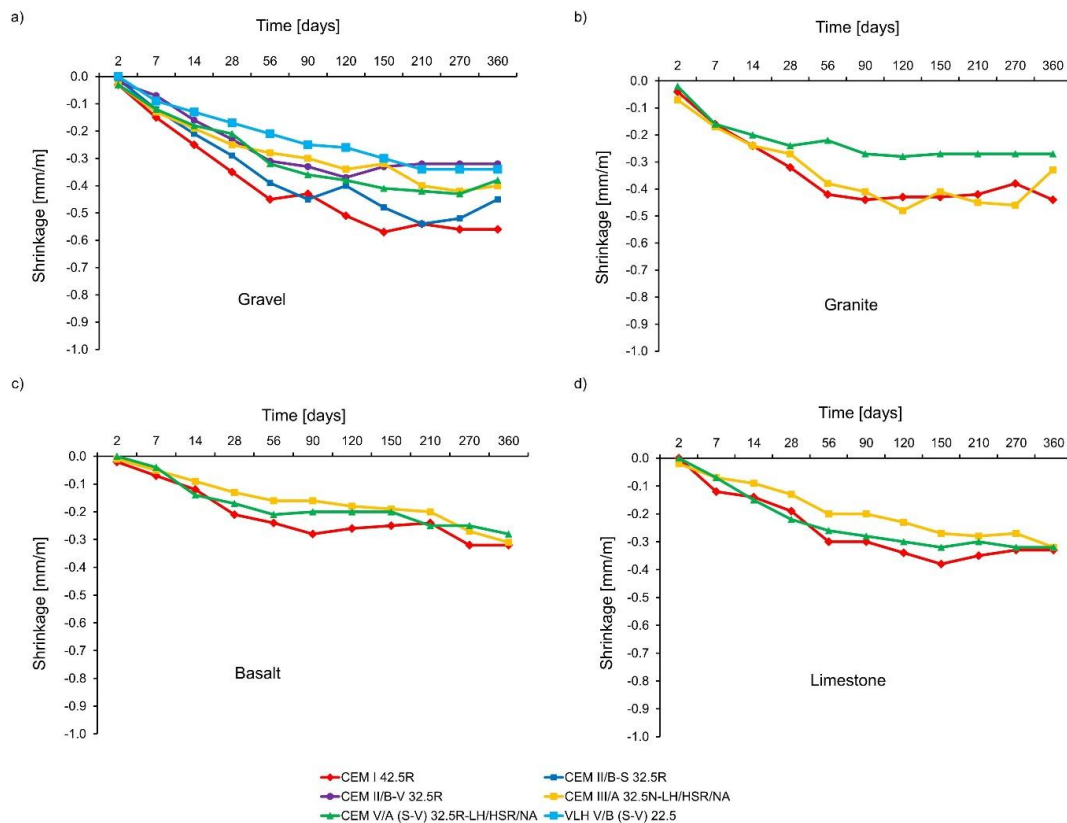 a)
Time [days]
2 7 14 28 56 90 120 150 210 270 360
0.0
-0.1
-0.2
-0.3
-0.4
-0.5
-0.6
-0.7
-0.8
-0.9
-1.0
Shrinkage [mm/m]
Gravel
b)
Time [days]
2 7 14 28 56 90 120 150 210 270 360
0.0
-0.1
-0.2
-0.3
-0.4
-0.5
-0.6
-0.7
-0.8
-0.9
-1.0
Shrinkage [mm/m]
Granite
c)
Time [days]
2 7 14 28 56 90 120 150 210 270 360
0.0
-0.1
-0.2
-0.3
-0.4
-0.5
-0.6
-0.7
-0.8
-0.9
-1.0
Shrinkage [mm/m]
Basalt
d)
Time [days]
2 7 14 28 56 90 120 150 210 270 360
0.0
-0.1
-0.2
-0.3
-0.4
-0.5
-0.6
-0.7
-0.8
-0.9
-1.0
Shrinkage [mm/m]
Limestone
CEM I 42.5R
CEM II/B-S 32.5R
CEM II/B-V 32.5R
CEM III/A 32.5N-LH/HSR/NA
CEM V/A (S-V) 32.5R-LH/HSR/NA
VLH V/B (S-V) 22.5